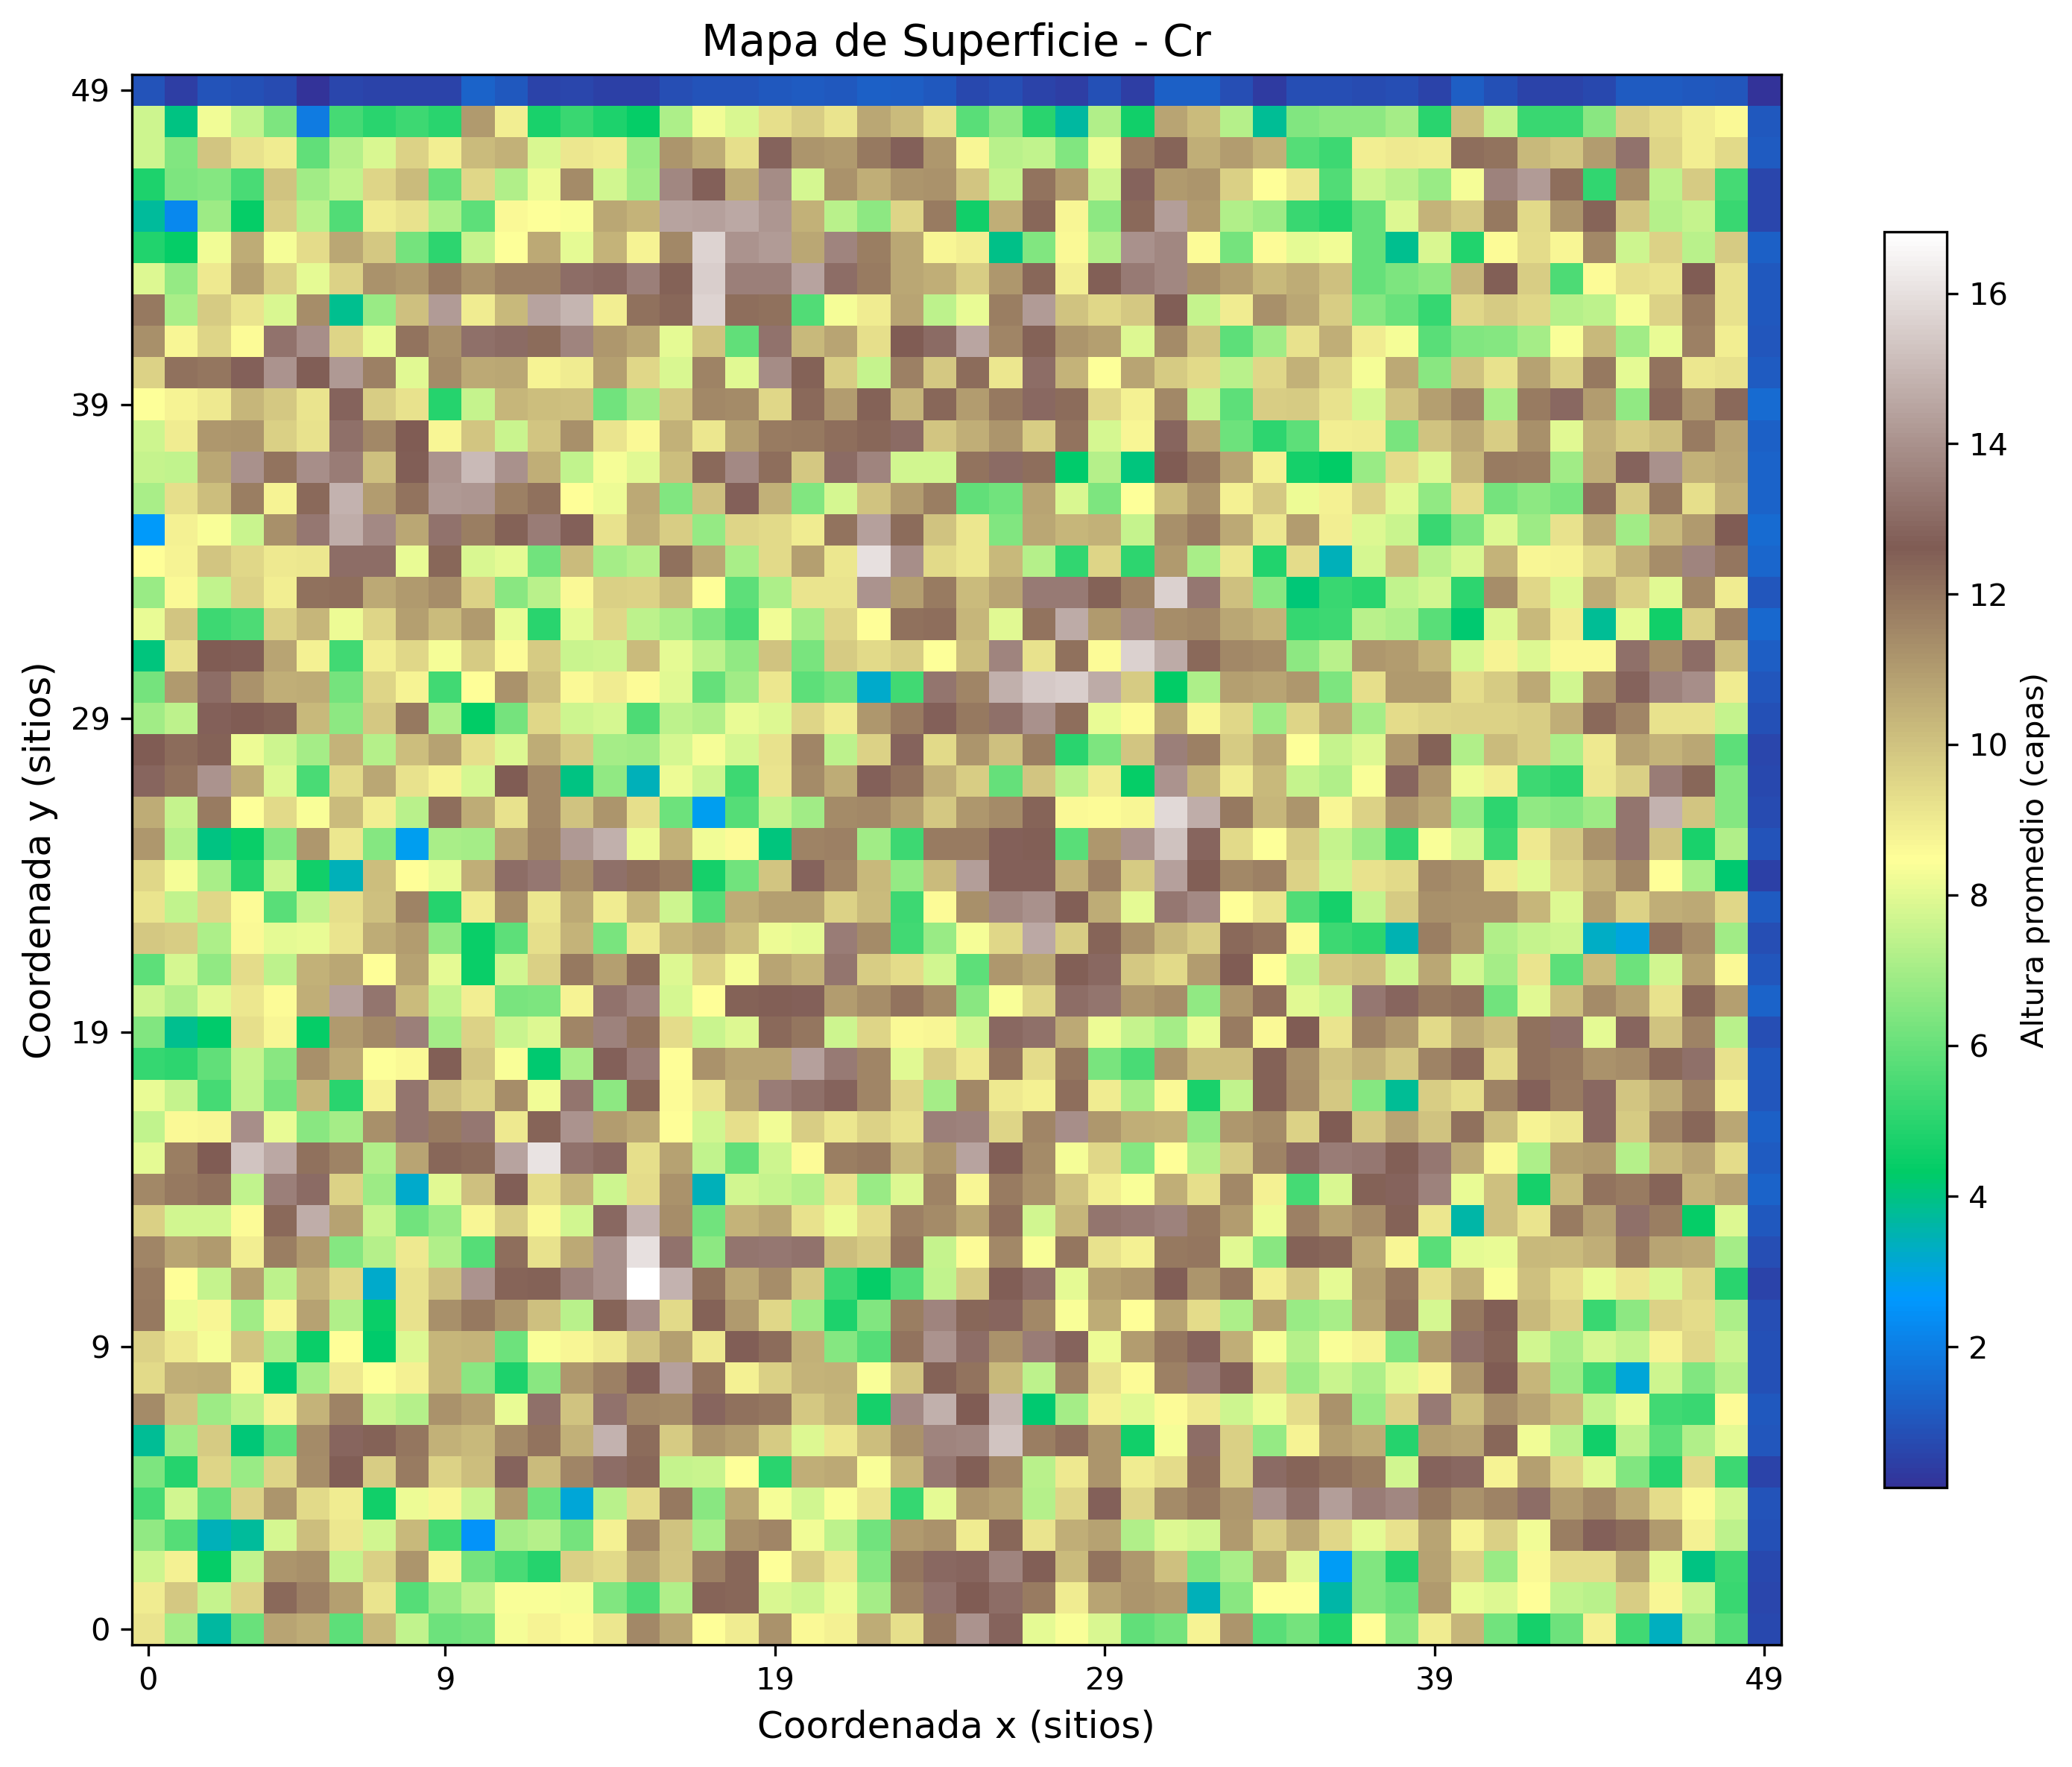 Mapa de Superficie - Cr
49
39
29
19
9
0
Coordenada y (sitios)
0 9 19 29 39 49
Coordenada x (sitios)
16
14
12
10
8
6
4
2
Altura promedio (capas)